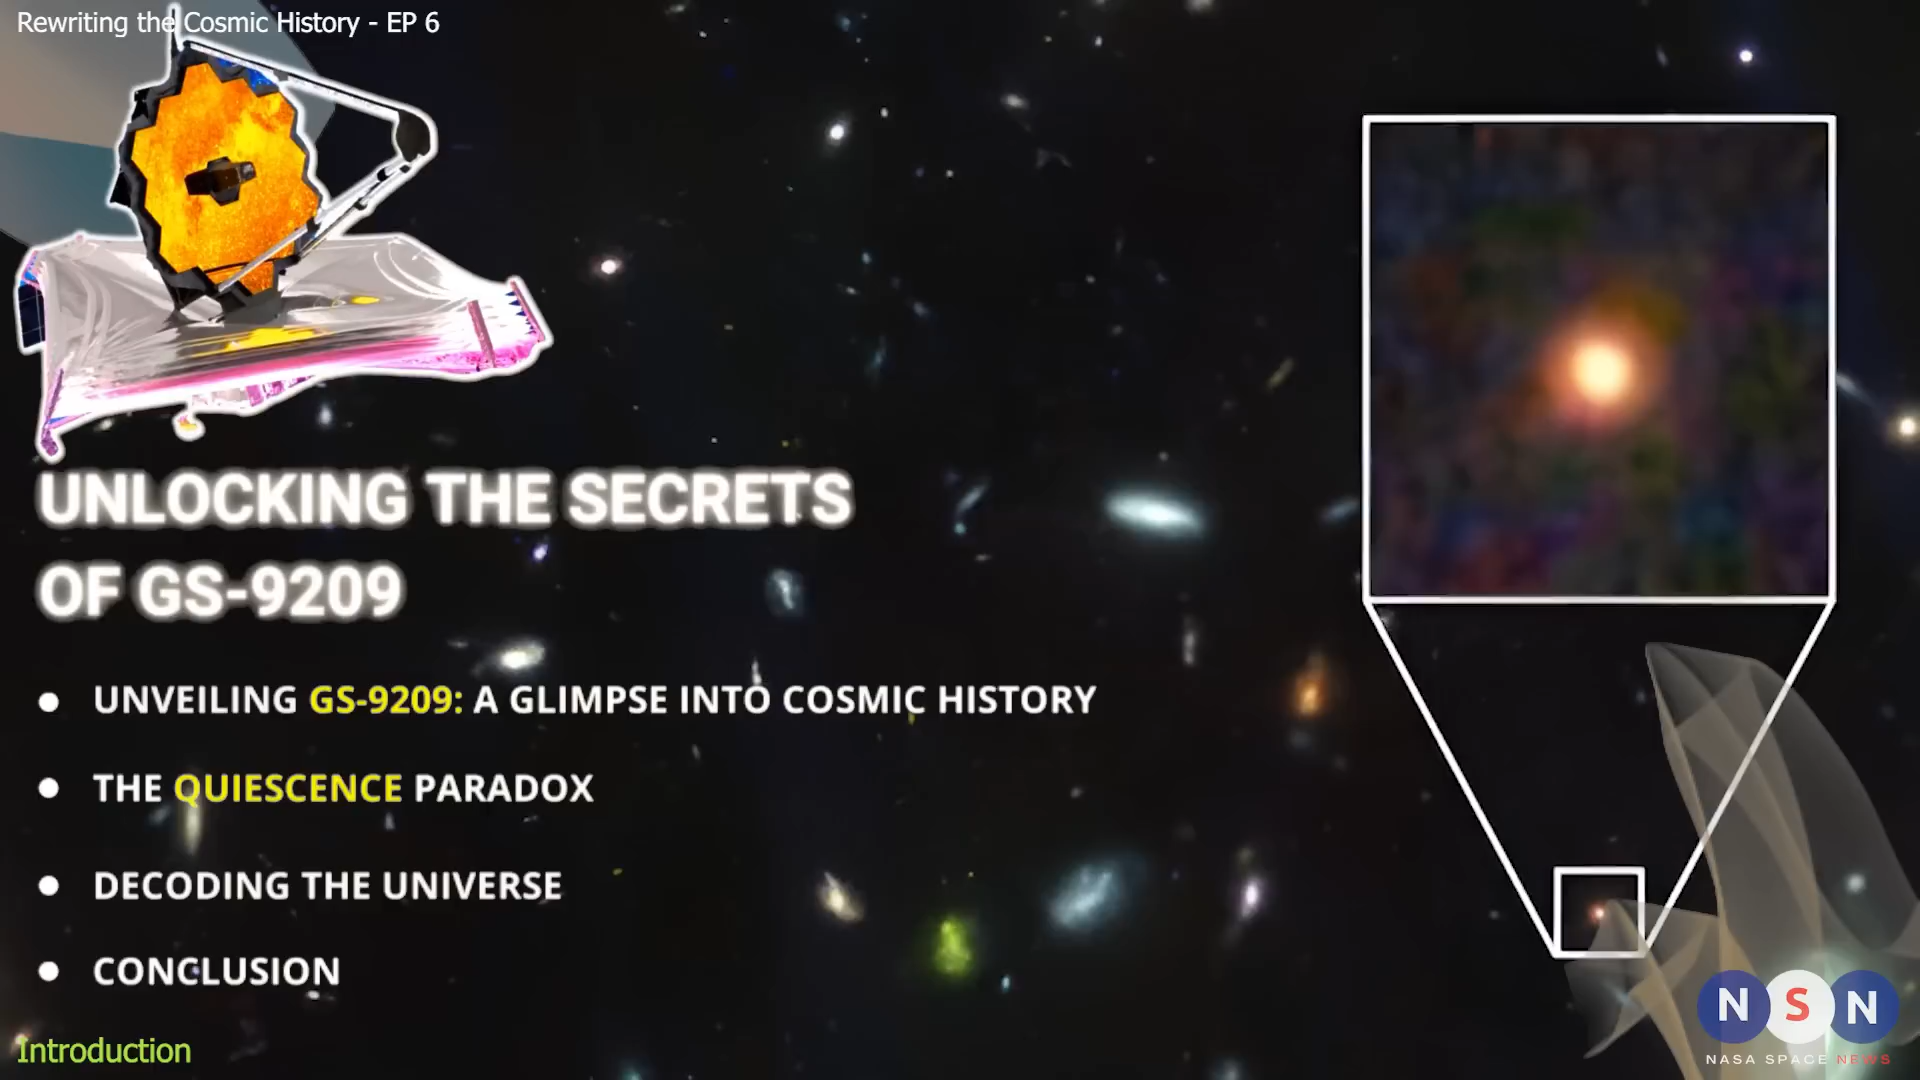 Rewriting the Cosmic History - EP 6
UNLOCKING THE SECRETS
OF GS-9209
● UNVEILING GS-9209: A GLIMPSE INTO COSMIC HISTORY
● THE QUIESCENCE PARADOX
● DECODING THE UNIVERSE
● CONCLUSION
Introduction
NSN
NASA SPACE NEWS